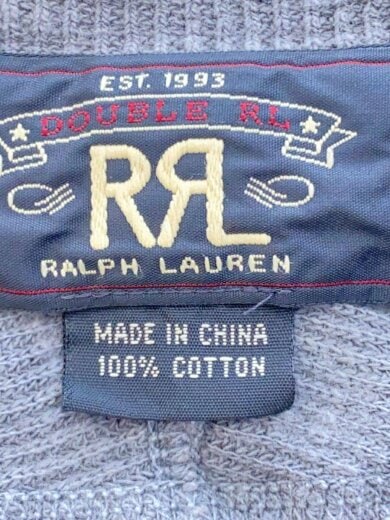 EST. 1993
DOUBLE RL
RRL
RALPH LAUREN
MADE IN CHINA
100% COTTON